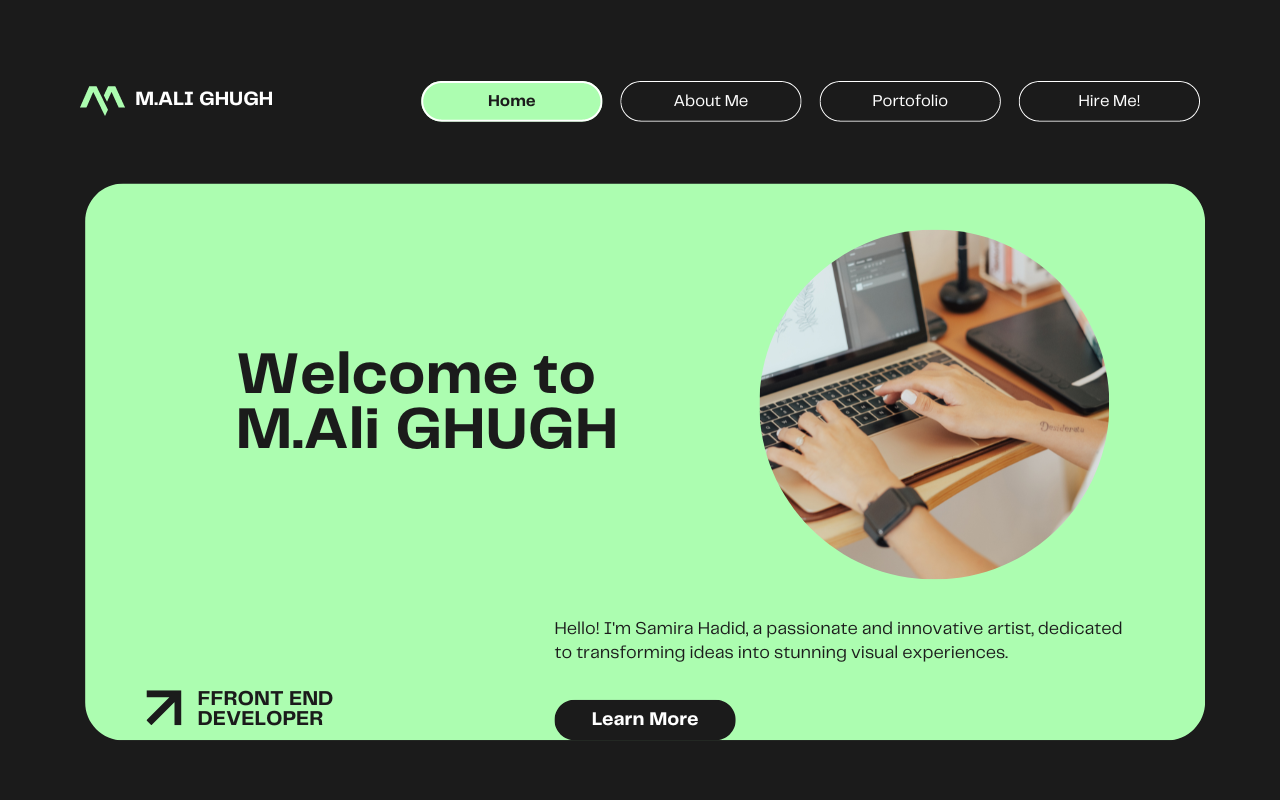 M.ALI GHUGH
Home
About Me
Portofolio
Hire Me!
Welcome to
M.Ali GHUGH
Hello! I'm Samira Hadid, a passionate and innovative artist, dedicated
to transforming ideas into stunning visual experiences.
FFRONT END
DEVELOPER
Learn More